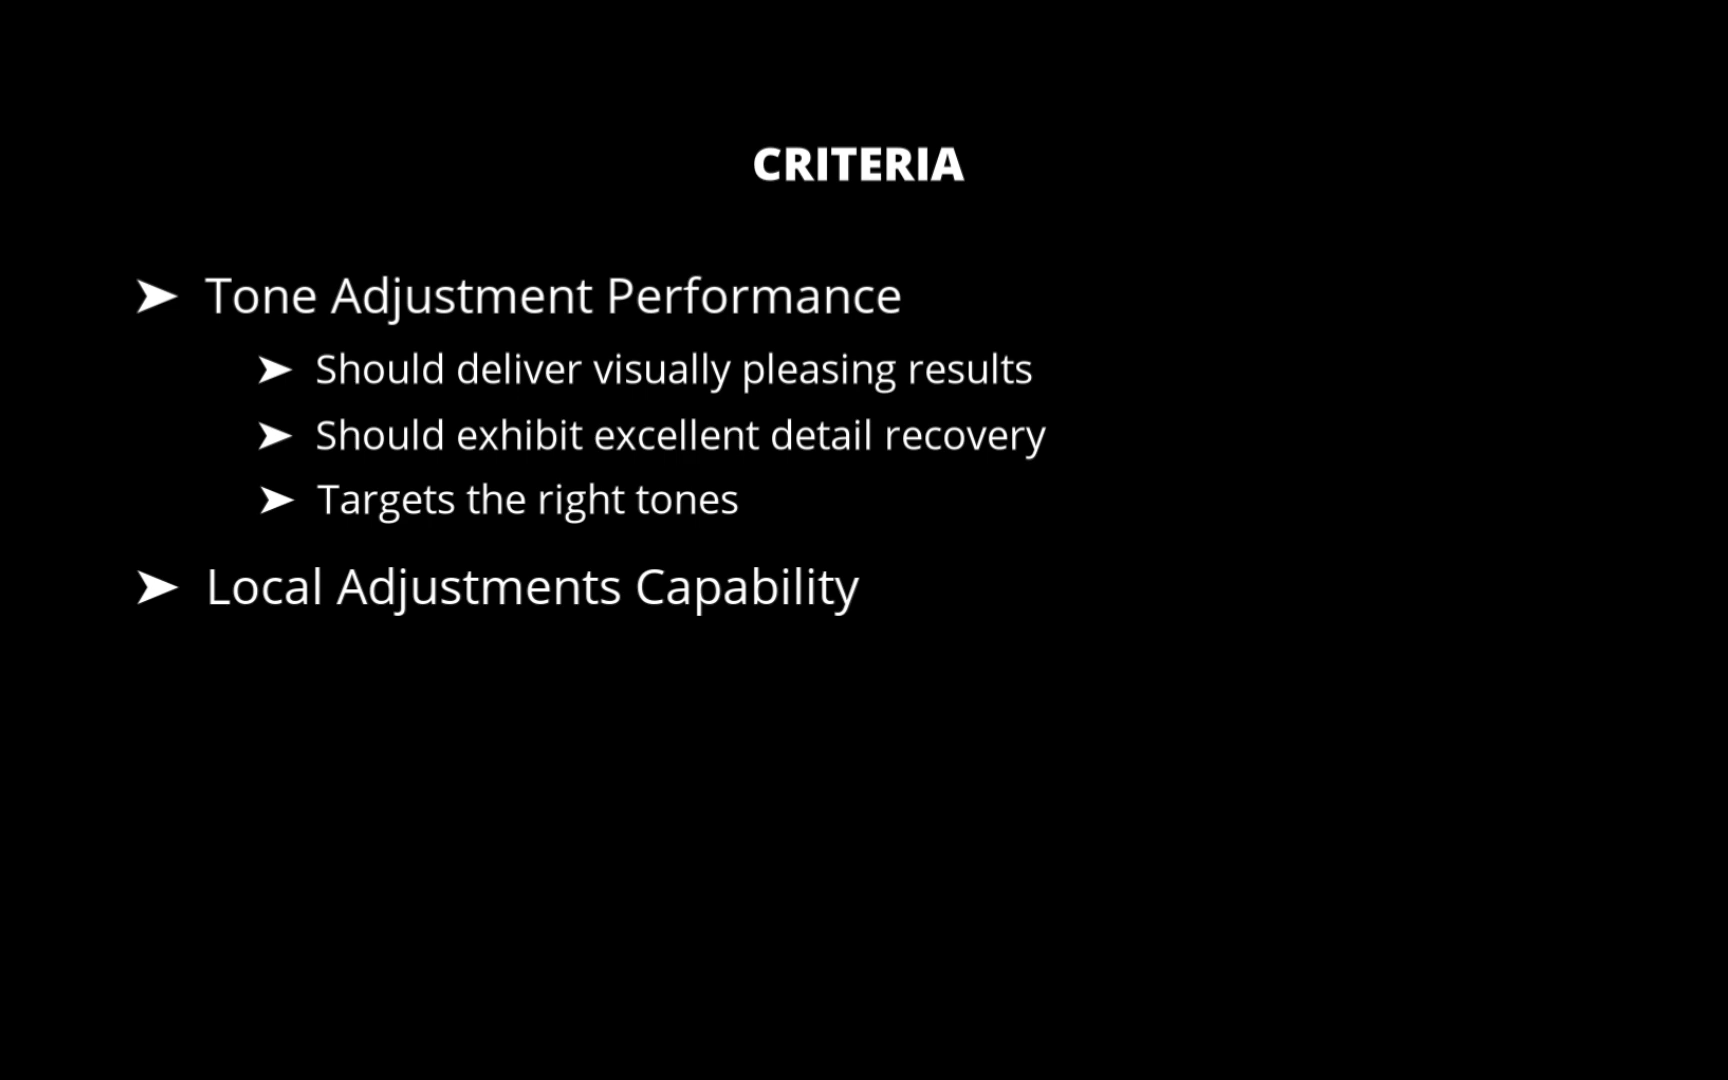 CRITERIA
➤ Tone Adjustment Performance
➤ Should deliver visually pleasing results
➤ Should exhibit excellent detail recovery
➤ Targets the right tones
➤ Local Adjustments Capability